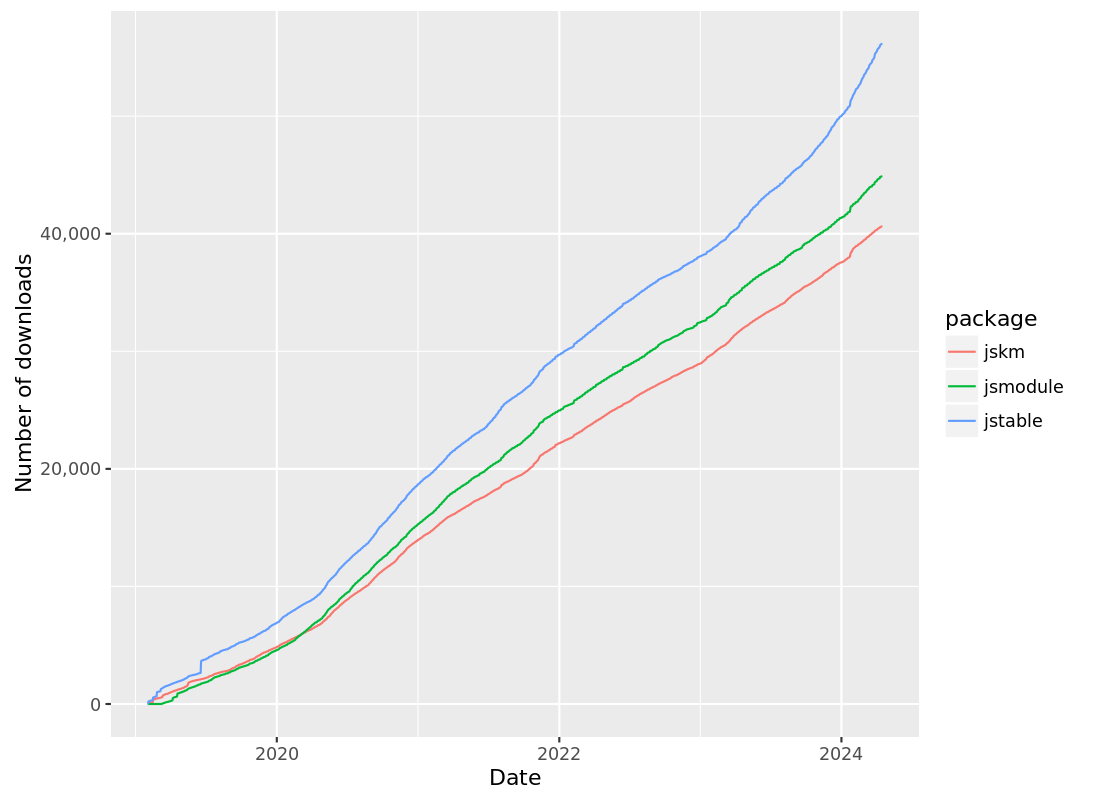 Number of downloads
40,000
20,000
0
2020
2022
2024
Date
package
jskm
jsmodule
jstable